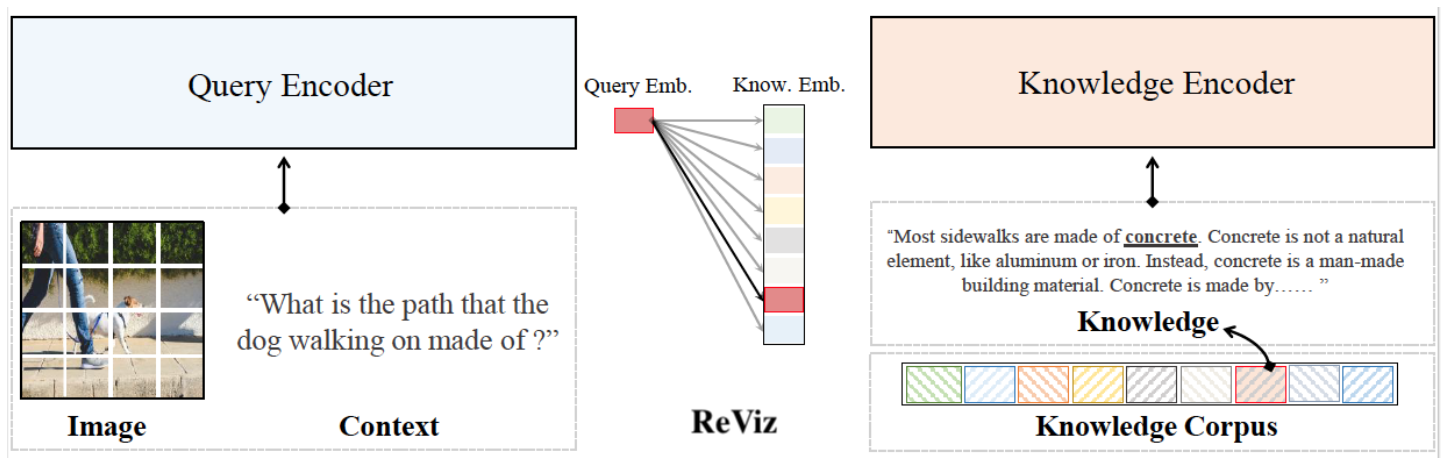 Query Encoder
Query Emb.
Know. Emb.
Knowledge Encoder
“What is the path that the
dog walking on made of ?”
Image
Context
ReViz
“Most sidewalks are made of concrete. Concrete is not a natural
element, like aluminum or iron. Instead, concrete is a man-made
building material. Concrete is made by…… ”
Knowledge
Knowledge Corpus